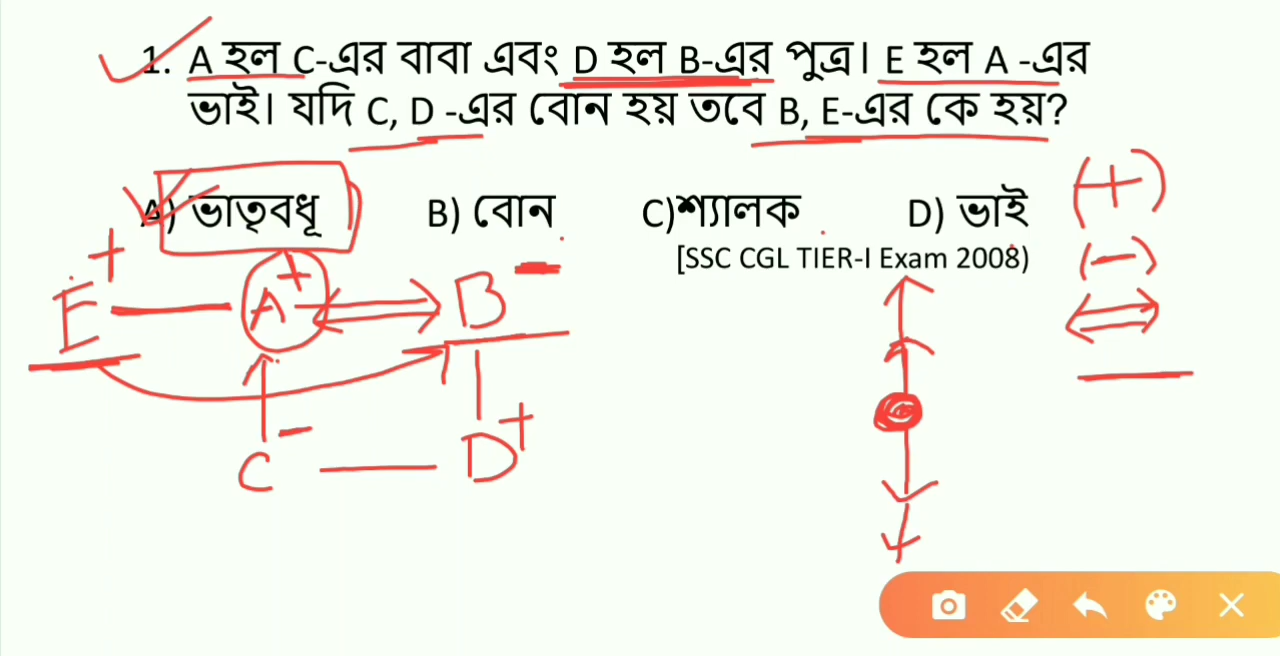 1. A হল C-এর বাবা এবং D হল B-এর পুত্র। E হল A -এর
ভাই। যদি C, D -এর বোন হয় তবে B, E-এর কে হয়?
A) ভাতৃবধূ B) বোন C)শ্যালক D) ভাই
[SSC CGL TIER-I Exam 2008)
(+)
(-)
E+ A+ B-
C- D+